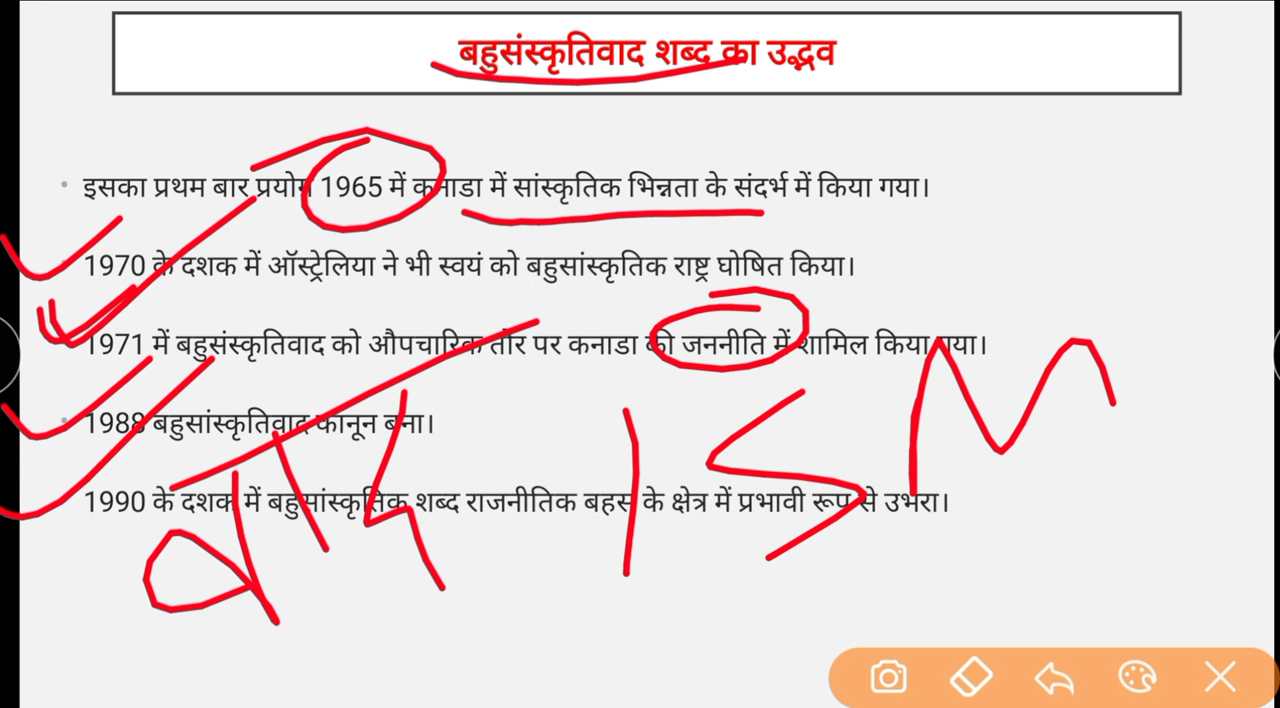 बहुसंस्कृतिवाद शब्द का उद्भव
इसका प्रथम बार प्रयोग 1965 में कनाडा में सांस्कृतिक भिन्नता के संदर्भ में किया गया।
1970 के दशक में ऑस्ट्रेलिया ने भी स्वयं को बहुसांस्कृतिक राष्ट्र घोषित किया।
1971 में बहुसंस्कृतिवाद को औपचारिक तौर पर कनाडा की जननीति में शामिल किया गया।
1988 बहुसांस्कृतिवाद कानून बना।
1990 के दशक में बहुसांस्कृतिक शब्द राजनीतिक बहस के क्षेत्र में प्रभावी रूप से उभरा।
वाद ISM